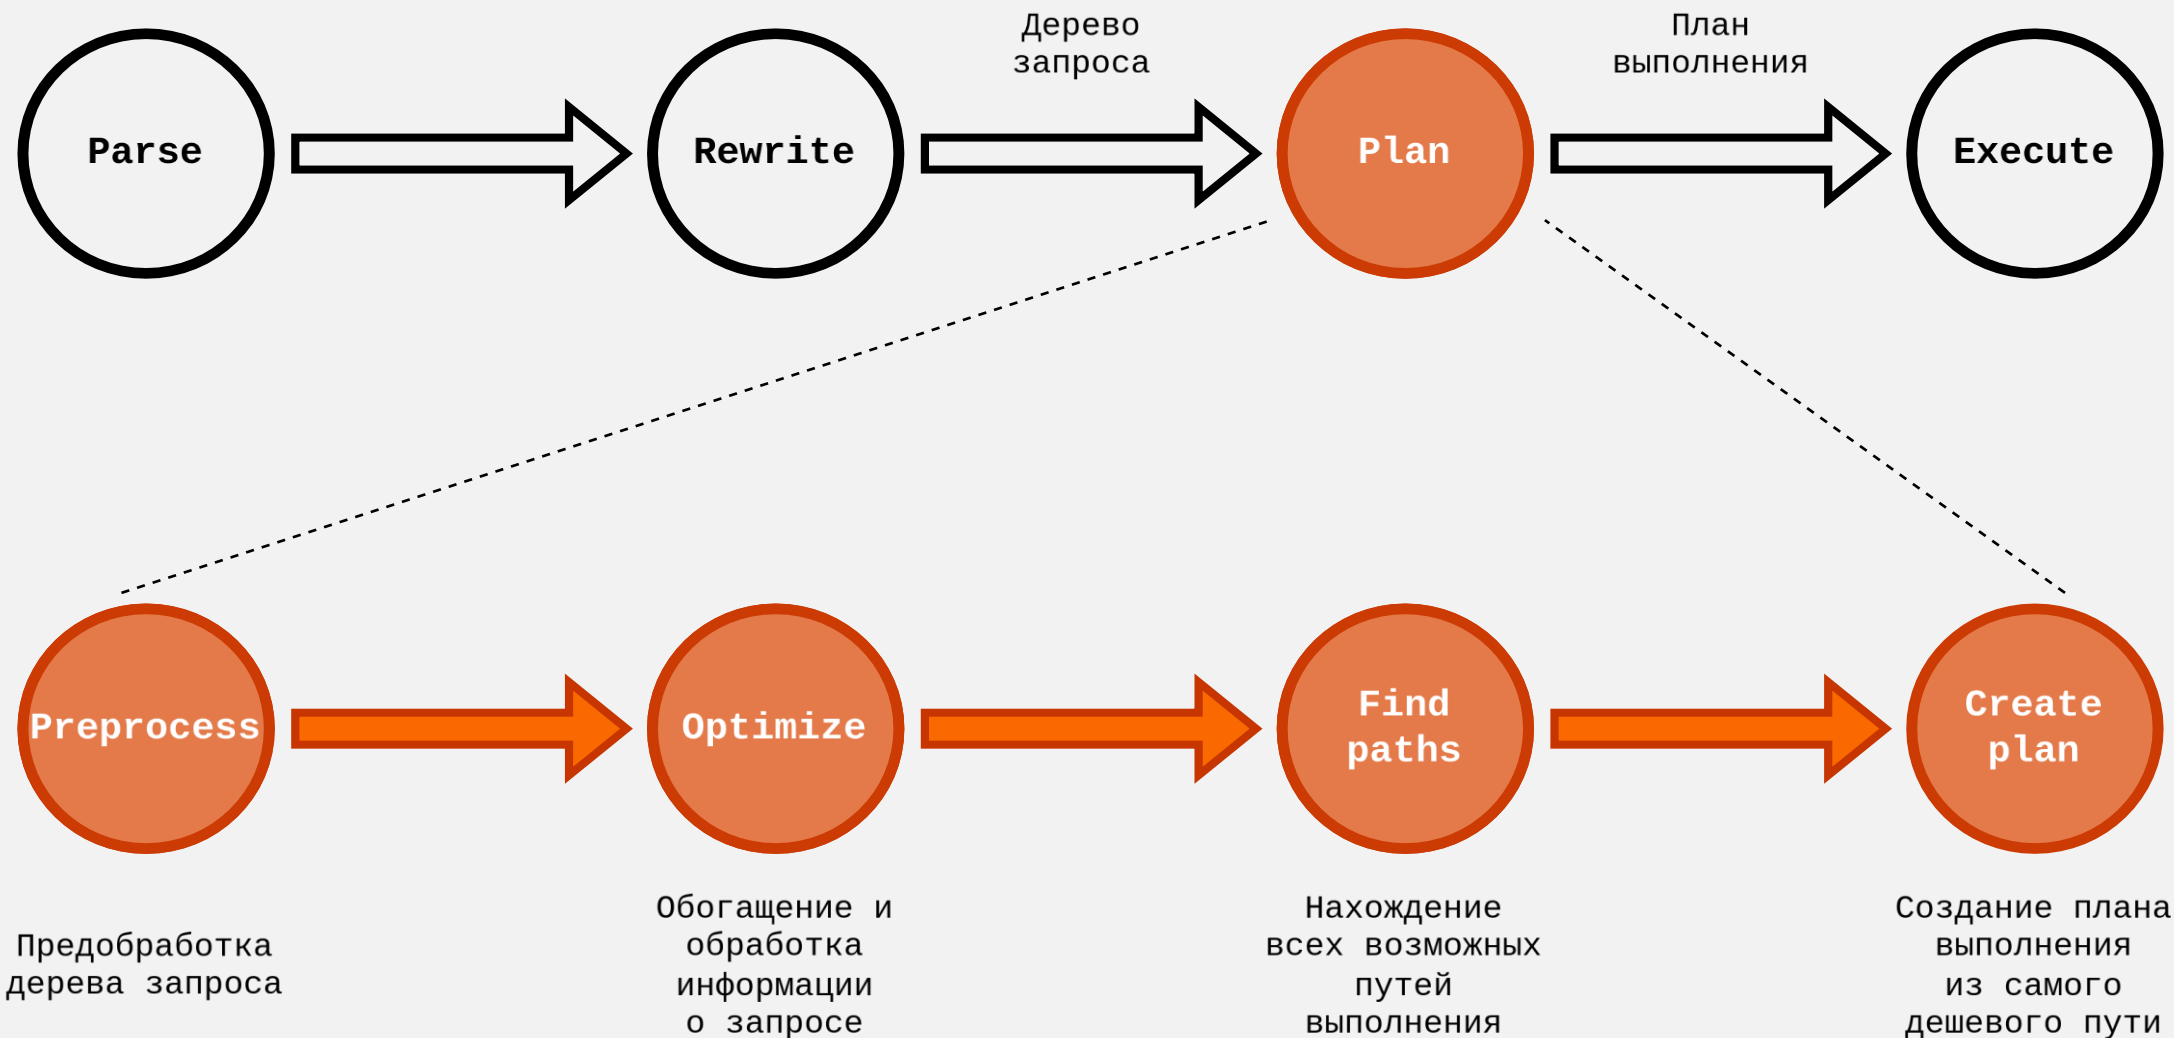 Дерево
запроса
План
выполнения
Parse
Rewrite
Plan
Execute
Preprocess
Optimize
Find
paths
Create
plan
Предобработка
дерева запроса
Обогащение и
обработка
информации
о запросе
Нахождение
всех возможных
путей
выполнения
Создание плана
выполнения
из самого
дешевого пути